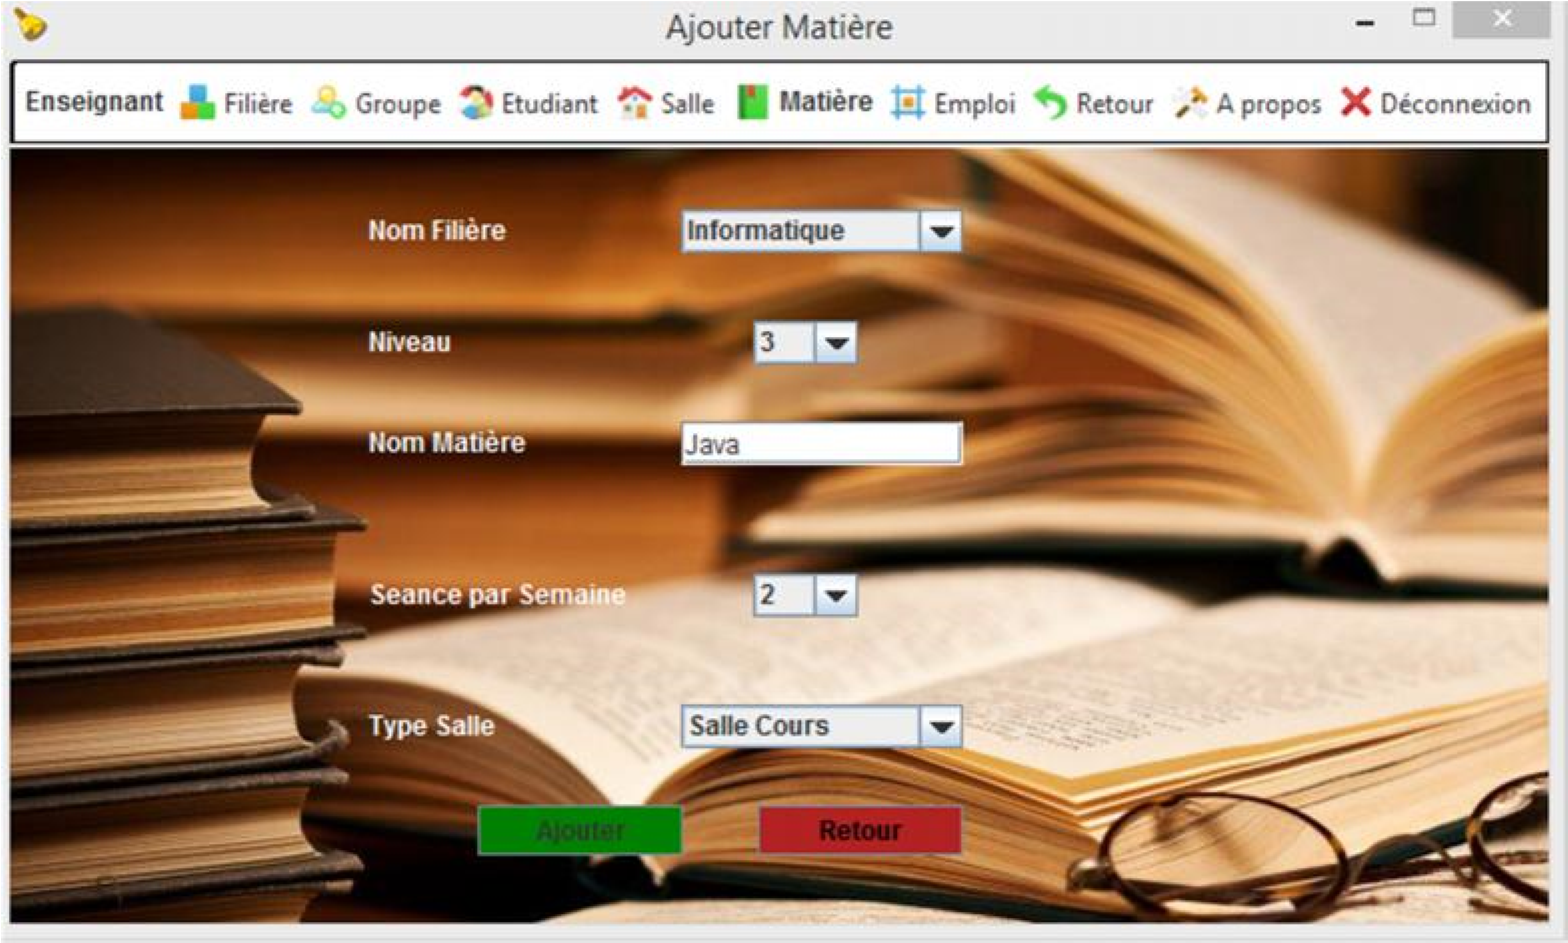 Ajouter Matière
Enseignant Filière Groupe Etudiant Salle Matière Emploi Retour A propos Déconnexion
Nom Filière Informatique
Niveau 3
Nom Matière Java
Seance par Semaine 2
Type Salle Salle Cours
Ajouter Retour